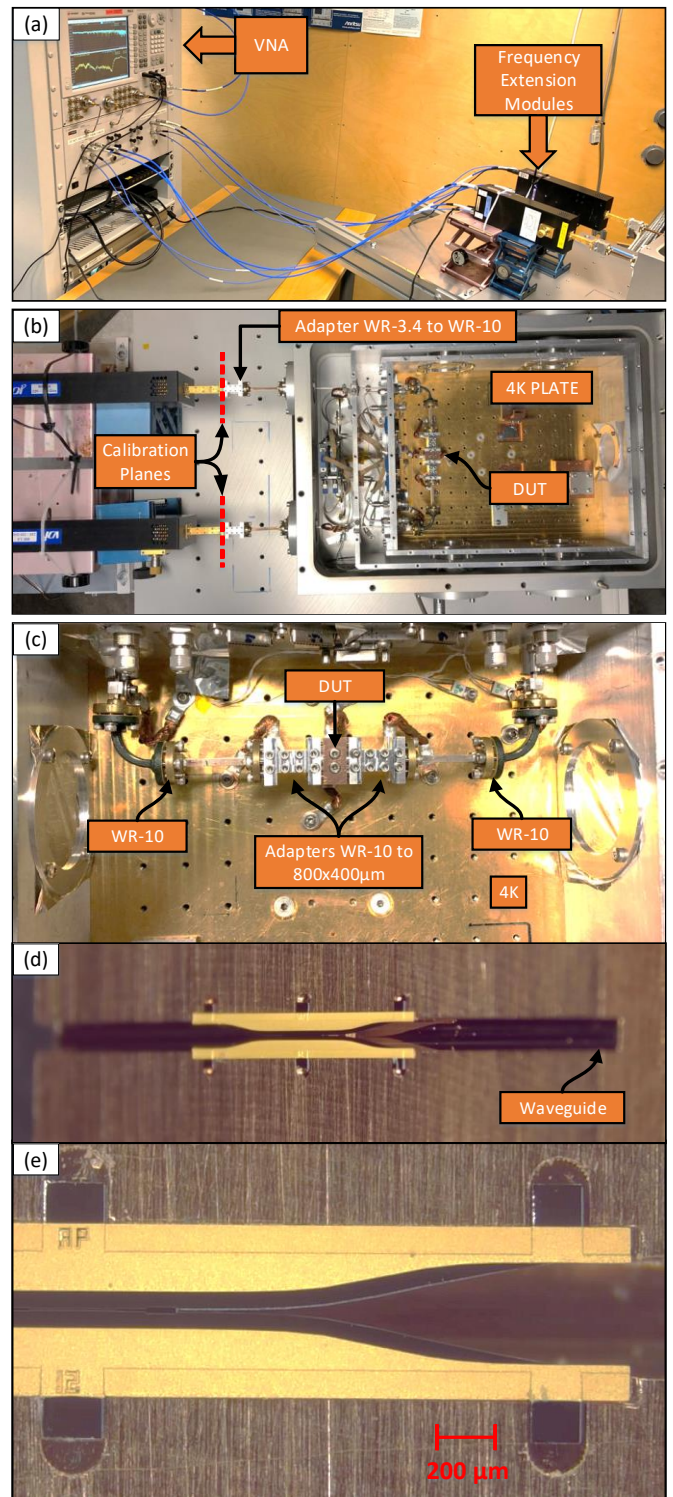 (a)
VNA
Frequency
Extension
Modules
(b)
Adapter WR-3.4 to WR-10
4K PLATE
Calibration
Planes
DUT
(c)
DUT
WR-10
WR-10
Adapters WR-10 to
800x400µm
4K
(d)
Waveguide
(e)
200 µm